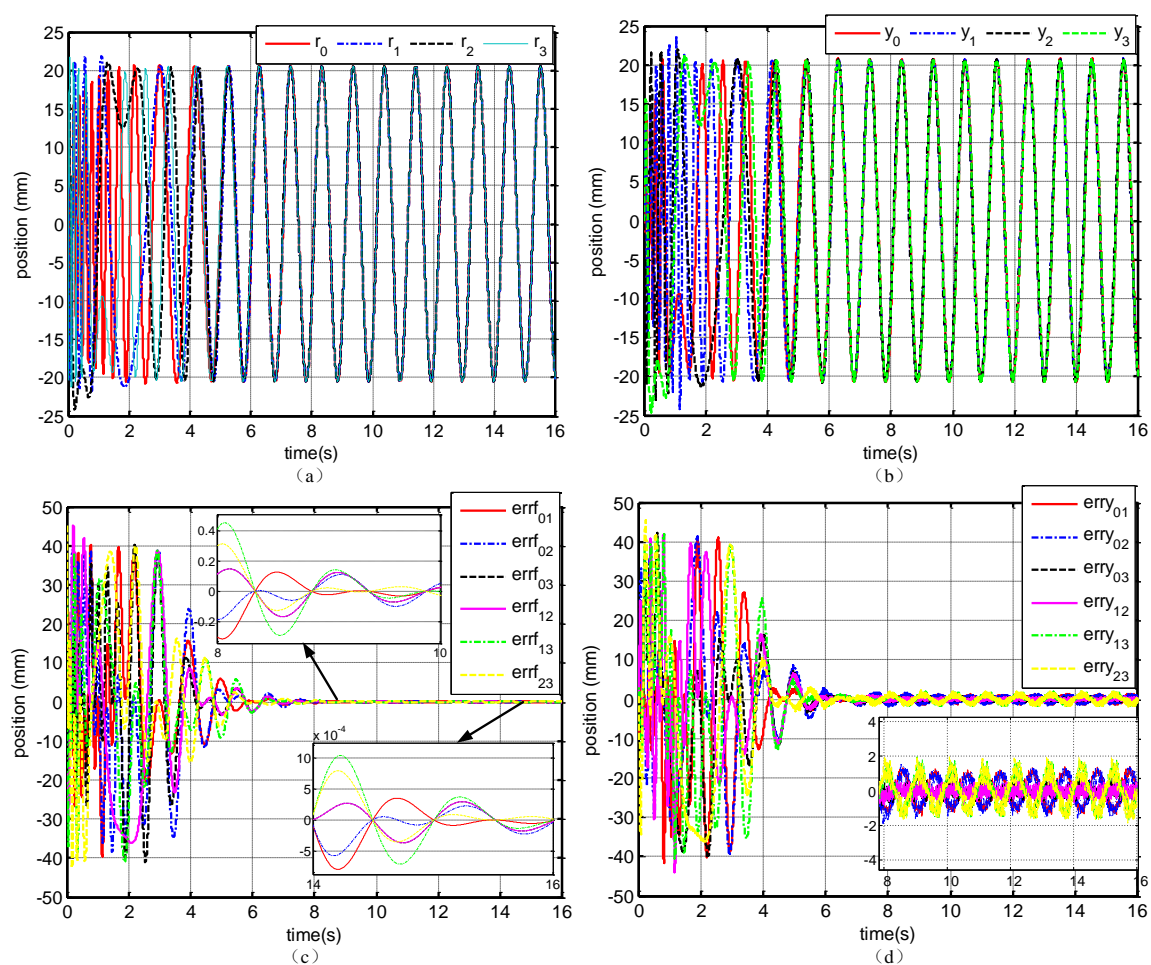 r0 r1 r2 r3
25
20
15
10
5
0
-5
-10
-15
-20
-25
position (mm)
0 2 4 6 8 10 12 14 16
time(s)
(a)
y0 y1 y2 y3
25
20
15
10
5
0
-5
-10
-15
-20
-25
position (mm)
0 2 4 6 8 10 12 14 16
time(s)
(b)
errf01
errf02
errf03
errf12
errf13
errf23
50
40
30
20
10
0
-10
-20
-30
-40
-50
position (mm)
0 2 4 6 8 10 12 14 16
time(s)
0.4
0.2
0
-0.2
8 10
x 10-4
10
5
0
-5
14 16
(c)
erry01
erry02
erry03
erry12
erry13
erry23
50
40
30
20
10
0
-10
-20
-30
-40
-50
position (mm)
0 2 4 6 8 10 12 14 16
time(s)
4
2
0
-2
-4
8 9 10 11 12 13 14 15 16
(d)